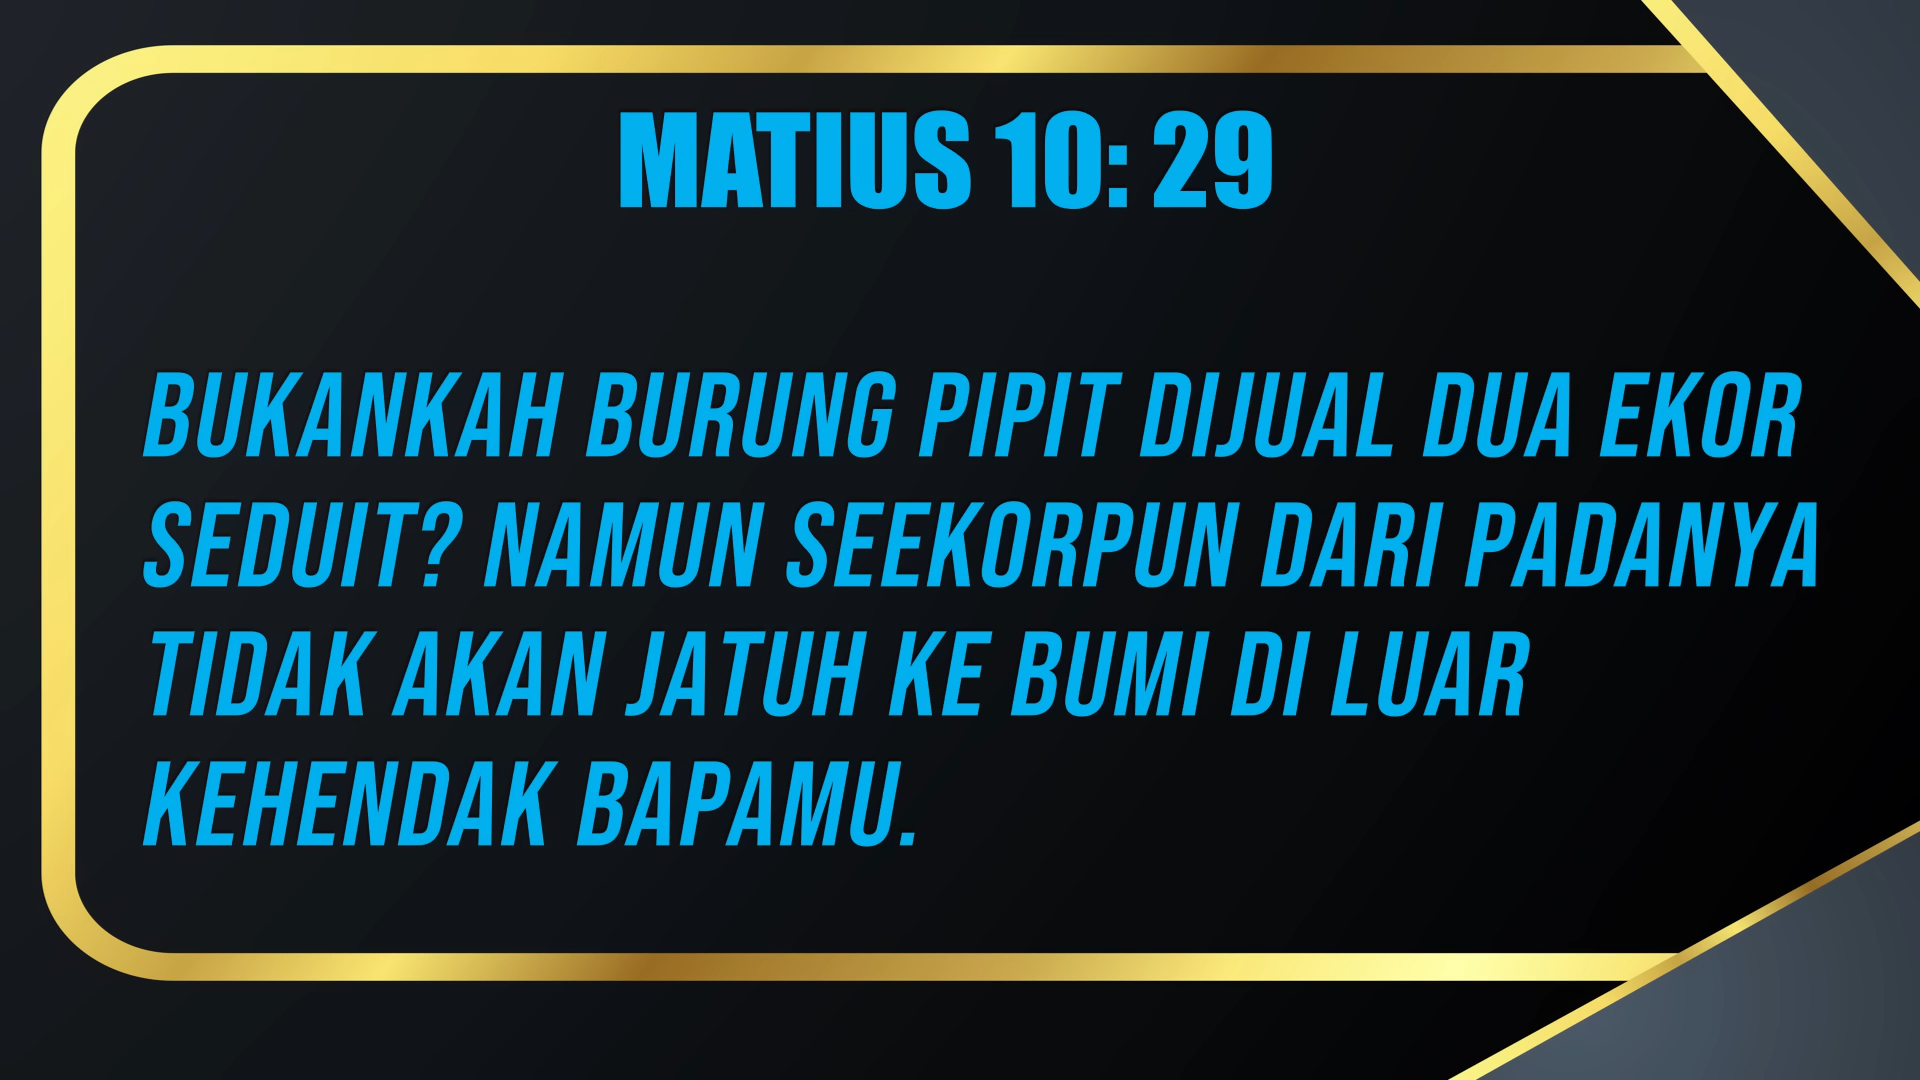 MATIUS 10: 29
BUKANKAH BURUNG PIPIT DIJUAL DUA EKOR
SEDUIT? NAMUN SEEKORPUN DARI PADANYA
TIDAK AKAN JATUH KE BUMI DI LUAR
KEHENDAK BAPAMU.